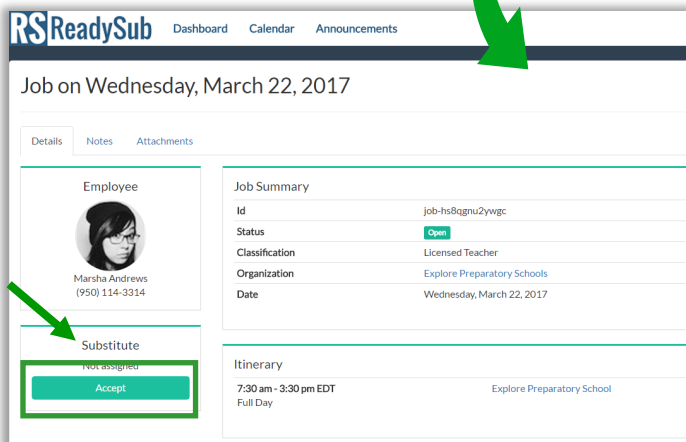 RS ReadySub Dashboard Calendar Announcements
Job on Wednesday, March 22, 2017
Details Notes Attachments
Employee
Marsha Andrews
(950) 114-3314
Substitute
Not assigned
Accept
Job Summary
Id job-hs8qgnu2ywgc
Status Open
Classification Licensed Teacher
Organization Explore Preparatory Schools
Date Wednesday, March 22, 2017
Itinerary
7:30 am - 3:30 pm EDT Explore Preparatory School
Full Day